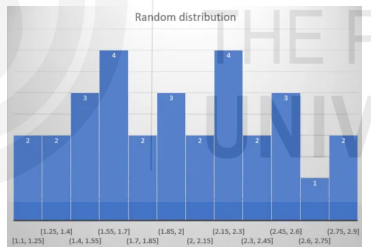 Random distribution
THE P
UNIV
2 2 3 4 2 3 2 4 2 3 1 2
(1.25, 1.4] (1.55, 1.7] (1.85, 2] (2.15, 2.3] (2.45, 2.6] (2.75, 2.9]
[1.1, 1.25] (1.4, 1.55] (1.7, 1.85] (2, 2.15] (2.3, 2.45] (2.6, 2.75]